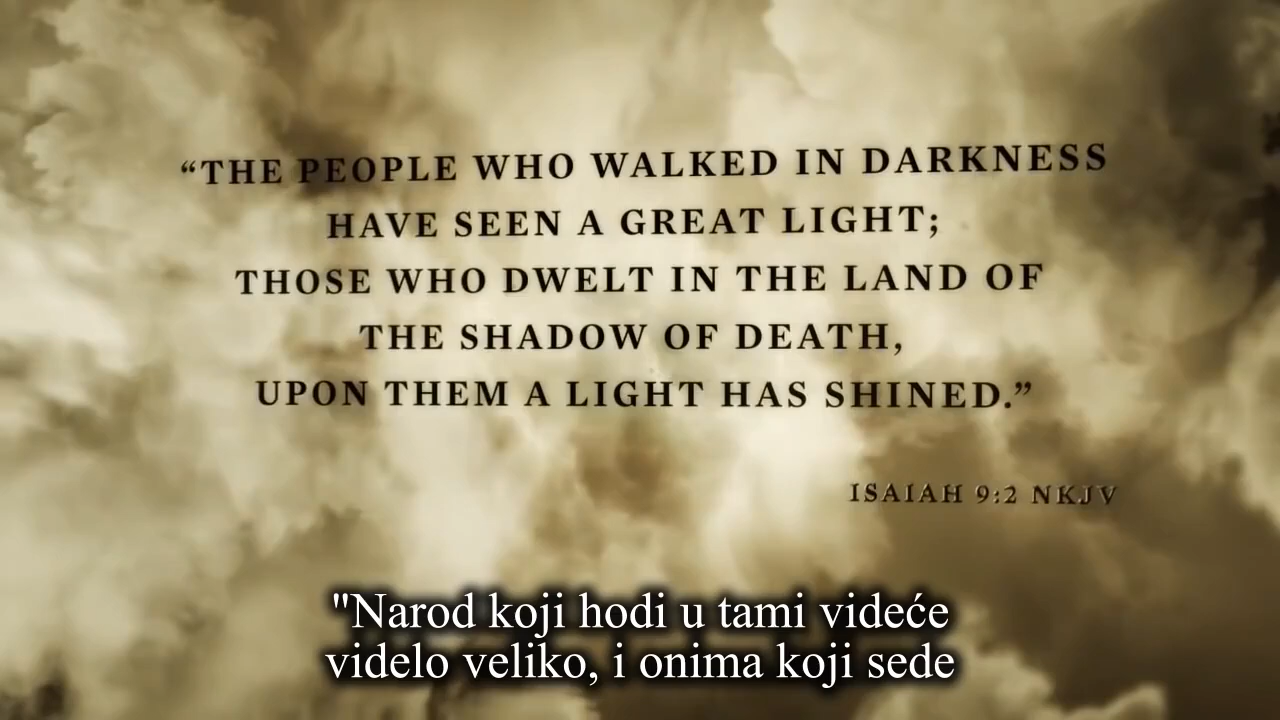 “THE PEOPLE WHO WALKED IN DARKNESS
HAVE SEEN A GREAT LIGHT;
THOSE WHO DWELT IN THE LAND OF
THE SHADOW OF DEATH,
UPON THEM A LIGHT HAS SHINED.”
ISAIAH 9:2 NKJV
"Narod koji hodi u tami videće
videlo veliko, i onima koji sede